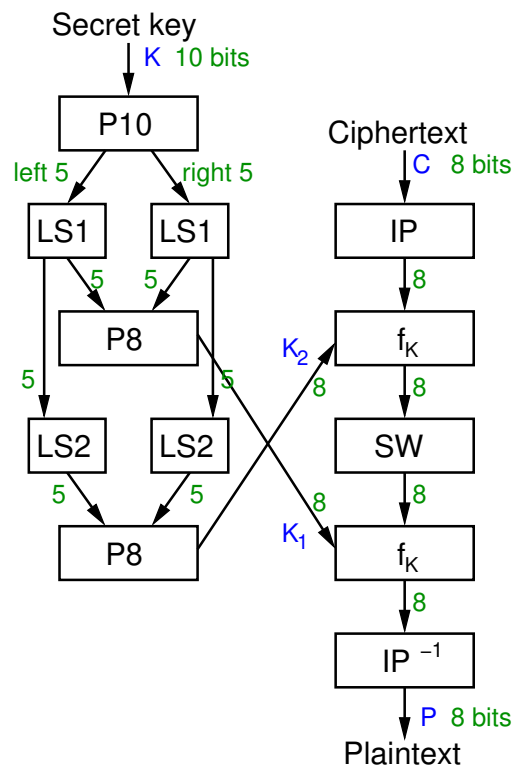 Secret key
K 10 bits
P10
left 5 right 5
LS1 LS1
5 5
P8
5 5
LS2 LS2
5 5
P8
Ciphertext
C 8 bits
IP
8
K2 8
fK
8
SW
8
8
K1
fK
8
IP −1
P 8 bits
Plaintext